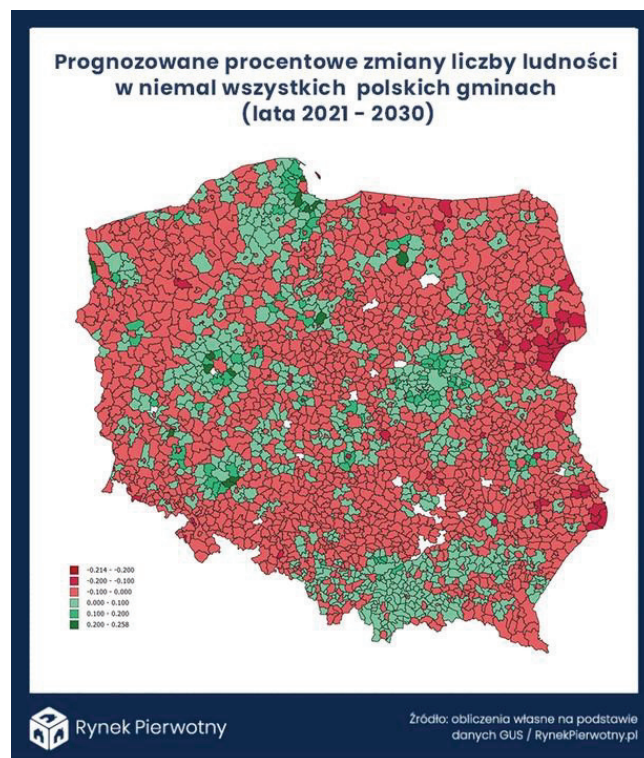 Prognozowane procentowe zmiany liczby ludności
w niemal wszystkich polskich gminach
(lata 2021 - 2030)
-0.214 - -0.200
-0.200 - -0.100
-0.100 - 0.000
0.000 - 0.100
0.100 - 0.200
0.200 - 0.258
Rynek Pierwotny
Źródło: obliczenia własne na podstawie
danych GUS / RynekPierwotny.pl